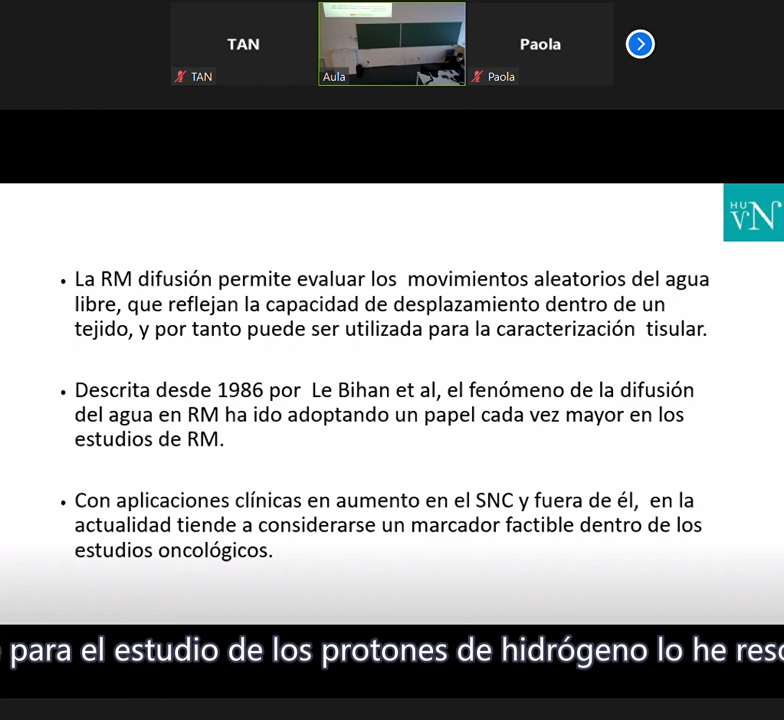 TAN
Paola
TAN
Aula
Paola
HU
VN
• La RM difusión permite evaluar los movimientos aleatorios del agua
libre, que reflejan la capacidad de desplazamiento dentro de un
tejido, y por tanto puede ser utilizada para la caracterización tisular.
• Descrita desde 1986 por Le Bihan et al, el fenómeno de la difusión
del agua en RM ha ido adoptando un papel cada vez mayor en los
estudios de RM.
• Con aplicaciones clínicas en aumento en el SNC y fuera de él, en la
actualidad tiende a considerarse un marcador factible dentro de los
estudios oncológicos.
para el estudio de los protones de hidrógeno lo he